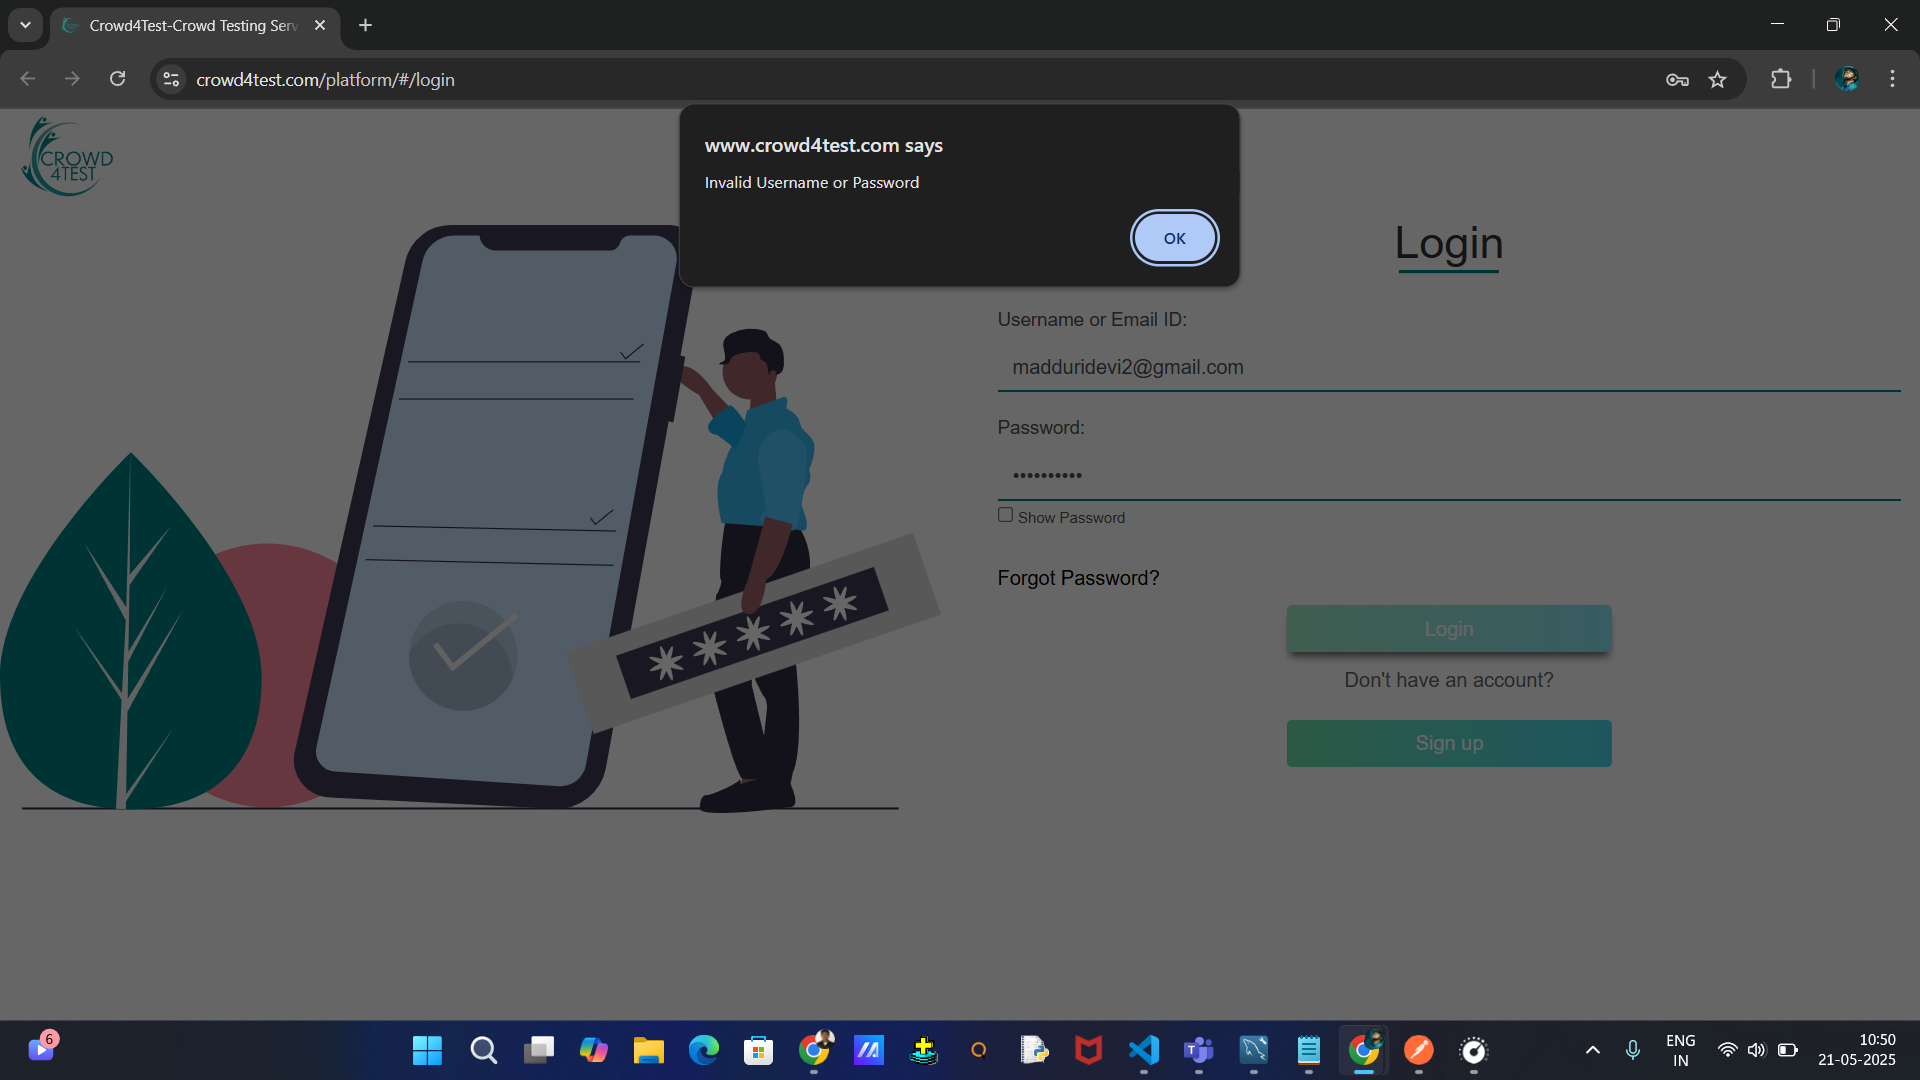 Crowd4Test-Crowd Testing Serv
crowd4test.com/platform/#/login
CROWD
4TEST
www.crowd4test.com says
Invalid Username or Password
OK
Login
Username or Email ID:
madduridevi2@gmail.com
Password:
••••••••••
Show Password
Forgot Password?
Login
Don't have an account?
Sign up
6
ENG
IN
10:50
21-05-2025